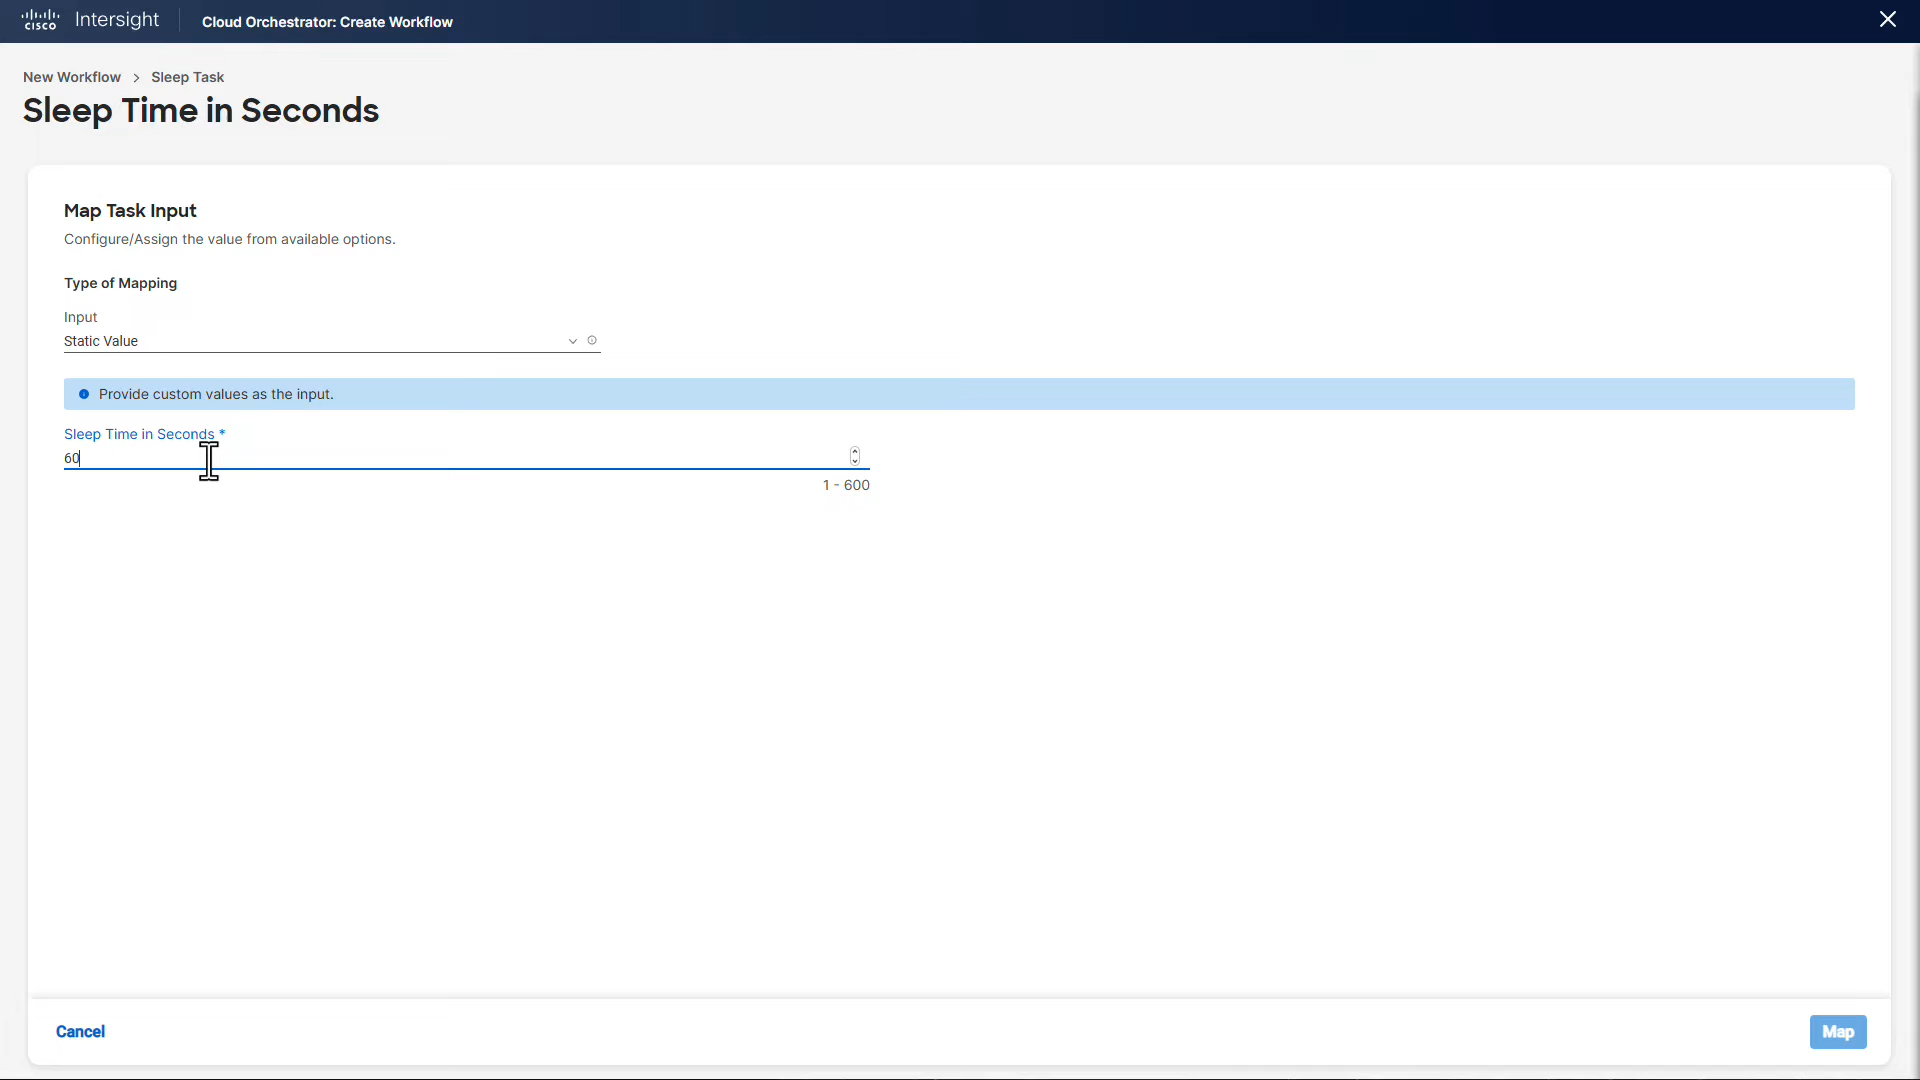 cisco Intersight Cloud Orchestrator: Create Workflow
New Workflow > Sleep Task
Sleep Time in Seconds
Map Task Input
Configure/Assign the value from available options.
Type of Mapping
Input
Static Value
Provide custom values as the input.
Sleep Time in Seconds *
60
1 - 600
Cancel
Map